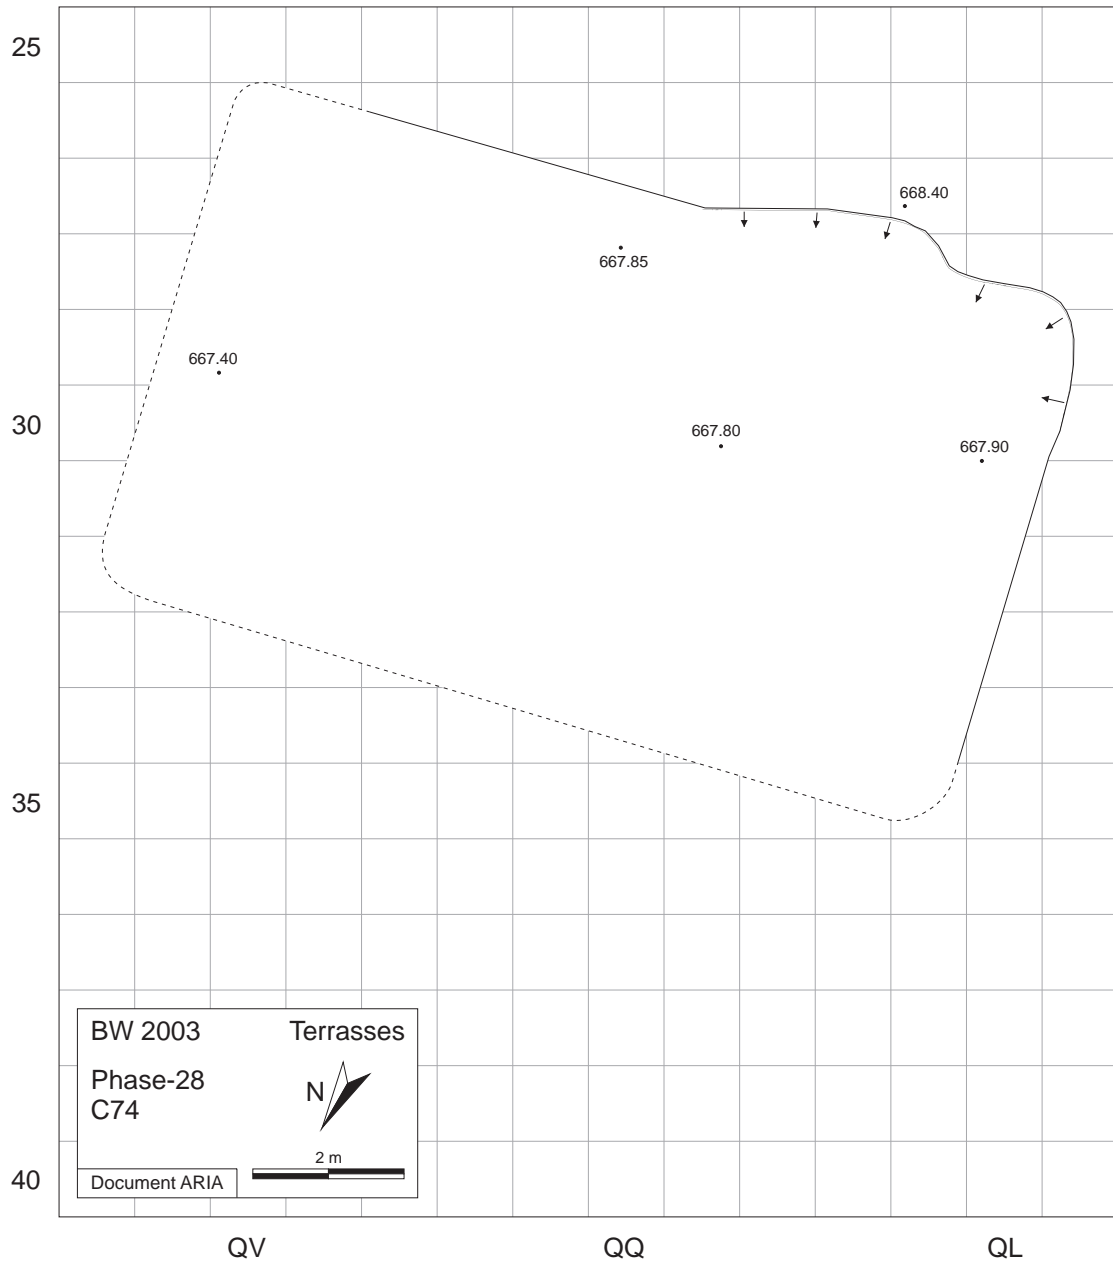 25
668.40
667.85
667.40
30
667.80
667.90
35
BW 2003 Terrasses
Phase-28
C74
N
2 m
Document ARIA
40
QV QQ QL